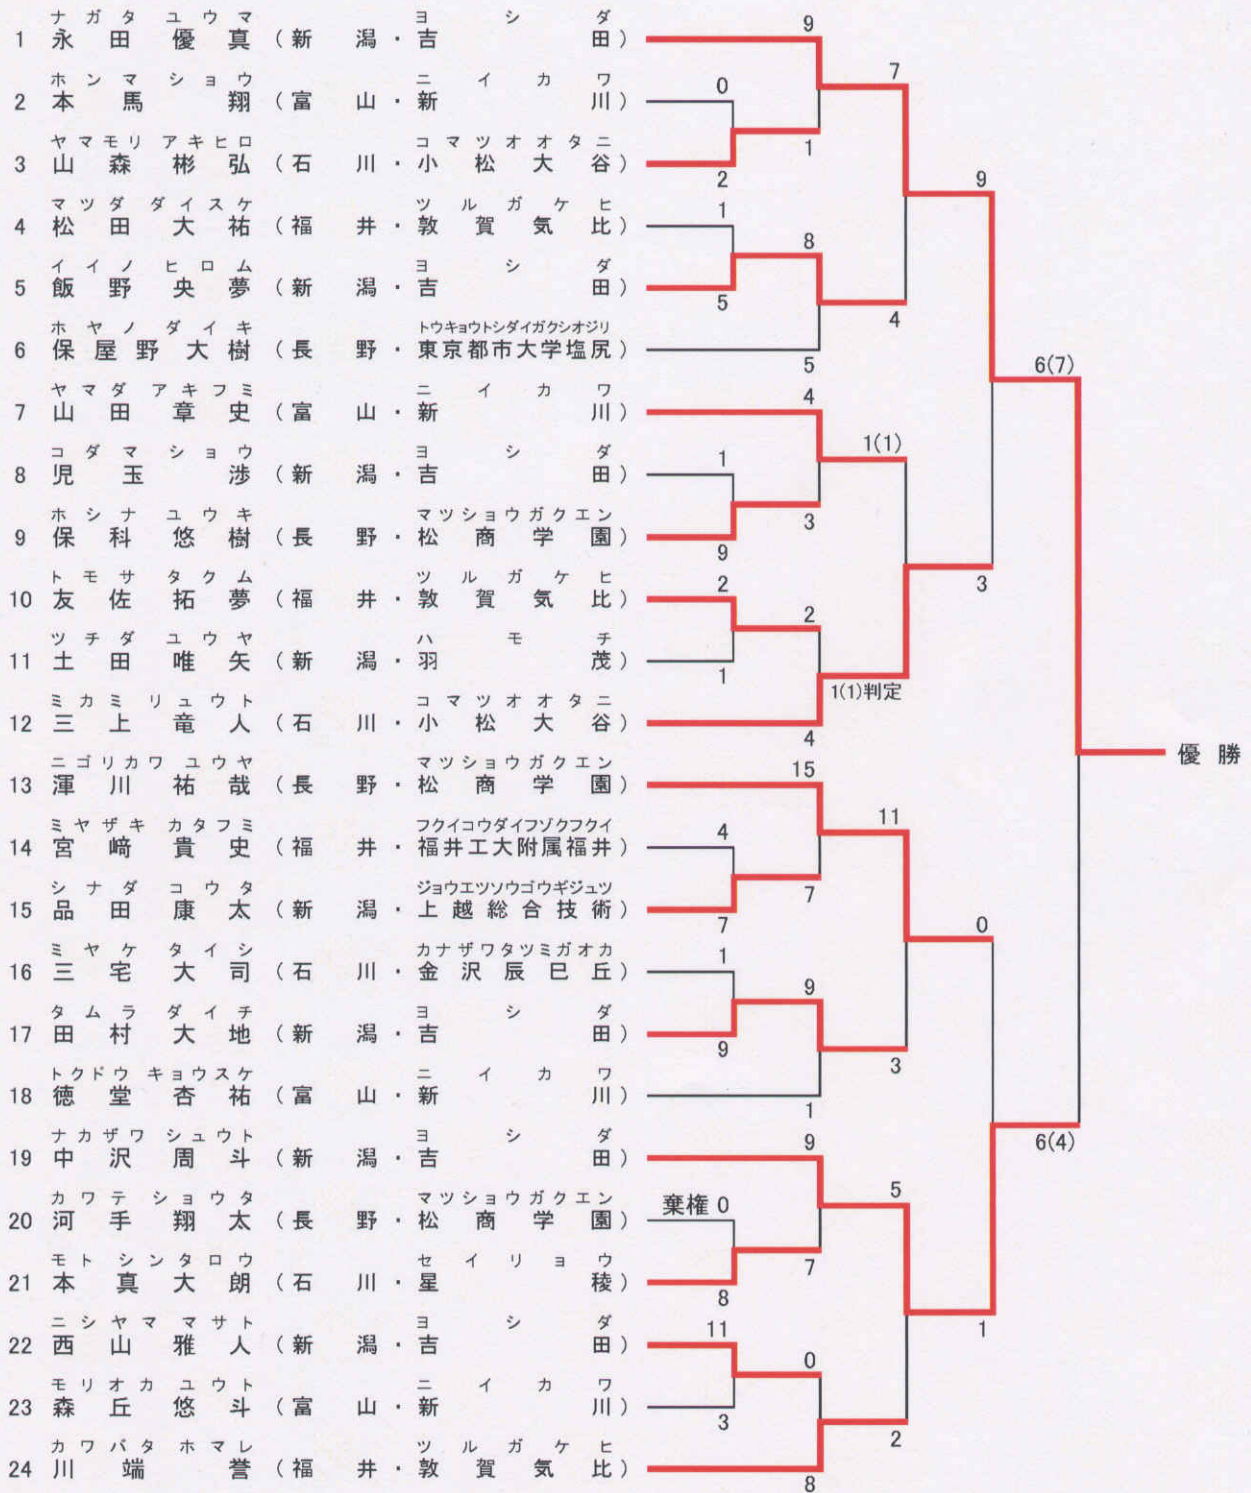 ナガタ ユウマ ヨシダ 9
1 永田優真(新潟・吉田)
7
ホンマ ショウ ニイカワ 0
2 本馬翔(富山・新川)
ヤマモリ アキヒロ コマツオオタニ 1
3 山森彬弘(石川・小松大谷)
2 9
マツダ ダイスケ ツルガケヒ 1
4 松田大祐(福井・敦賀気比)
8
イイノ ヒロム ヨシダ
5 飯野央夢(新潟・吉田)
5 4
ホヤノ ダイキ トウキョウトシダイガクシオジリ
6 保屋野大樹(長野・東京都市大学塩尻)
5 6(7)
ヤマダ アキフミ ニイカワ 4
7 山田章史(富山・新川)
1(1)
コダマ ショウ ヨシダ 1
8 児玉渉(新潟・吉田)
ホシナ ユウキ マツショウガクエン 3
9 保科悠樹(長野・松商学園)
9
トモサ タクム ツルガケヒ 2 3
10 友佐拓夢(福井・敦賀気比)
2
ツチダ ユウヤ ハモチ
11 土田唯矢(新潟・羽茂)
1 1(1)判定
ミカミ リュウト コマツオオタニ
12 三上竜人(石川・小松大谷)
4
優勝
ニゴリカワ ユウヤ マツショウガクエン 15
13 渾川祐哉(長野・松商学園)
11
ミヤザキ カタフミ フクイコウダイフゾクフクイ 4
14 宮﨑貴史(福井・福井工大附属福井)
シナダ コウタ ジョウエツソウゴウギジュツ 7
15 品田康太(新潟・上越総合技術)
7 0
ミヤケ タイシ カナザワタツミガオカ 1
16 三宅大司(石川・金沢辰巳丘)
9
タムラ ダイチ ヨシダ
17 田村大地(新潟・吉田)
9 3
トクドウ キョウスケ ニイカワ
18 徳堂杏祐(富山・新川)
1 6(4)
ナカザワ シュウト ヨシダ 9
19 中沢周斗(新潟・吉田)
5
カワテ ショウタ マツショウガクエン 棄権 0
20 河手翔太(長野・松商学園)
モト シンタロウ セイリョウ 7
21 本真大朗(石川・星稜)
8
ニシヤマ マサト ヨシダ 11 1
22 西山雅人(新潟・吉田)
0
モリオカ ユウト ニイカワ
23 森丘悠斗(富山・新川)
3 2
カワバタ ホマレ ツルガケヒ
24 川端誉(福井・敦賀気比)
8